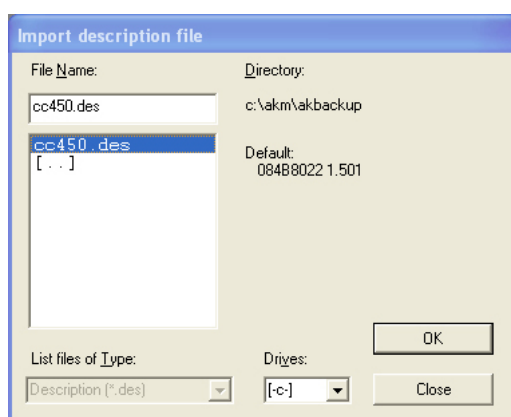 Import description file
File Name:
Directory:
cc450.des
c:\akm\akbackup
cc450.des
[..]
Default:
084B8022 1.501
OK
List files of Type:
Drives:
Description (*.des)
[-c-]
Close